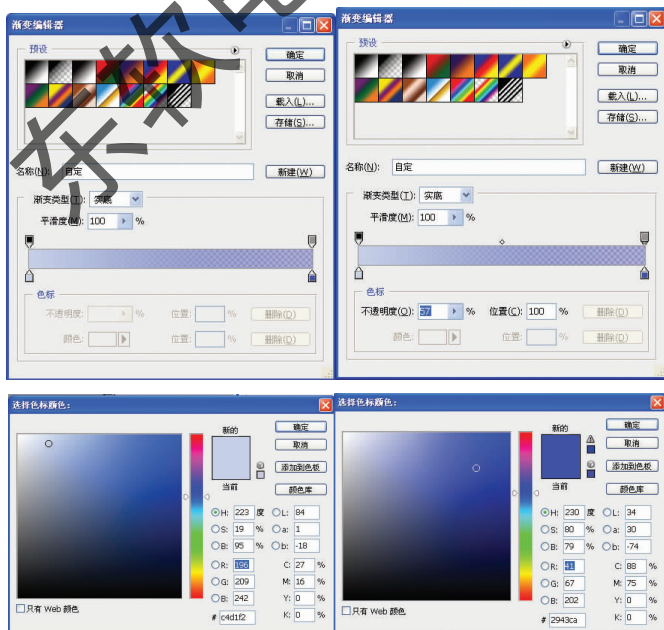 东软电
渐变编辑器
预设
确定
取消
载入(L)...
存储(S)...
名称(N): 自定
新建(W)
渐变类型(T): 实底
平滑度(M): 100 %
色标
不透明度: %
位置: %
删除(D)
颜色:
位置: %
删除(D)
渐变编辑器
预设
确定
取消
载入(L)...
存储(S)...
名称(N): 自定
新建(W)
渐变类型(T): 实底
平滑度(M): 100 %
色标
不透明度(O): 57 %
位置(C): 100 %
删除(D)
颜色:
位置: %
删除(D)
选择色标颜色:
新的
当前
确定
取消
添加到色板
颜色库
H: 223 度
L: 84
S: 19 %
a: 1
B: 95 %
b: -18
R: 196
C: 27 %
G: 209
M: 16 %
B: 242
Y: 0 %
# c4d1f2
K: 0 %
只有 Web 颜色
选择色标颜色:
新的
当前
确定
取消
添加到色板
颜色库
H: 230 度
L: 34
S: 80 %
a: 30
B: 79 %
b: -74
R: 41
C: 88 %
G: 67
M: 75 %
B: 202
Y: 0 %
# 2943ca
K: 0 %
只有 Web 颜色